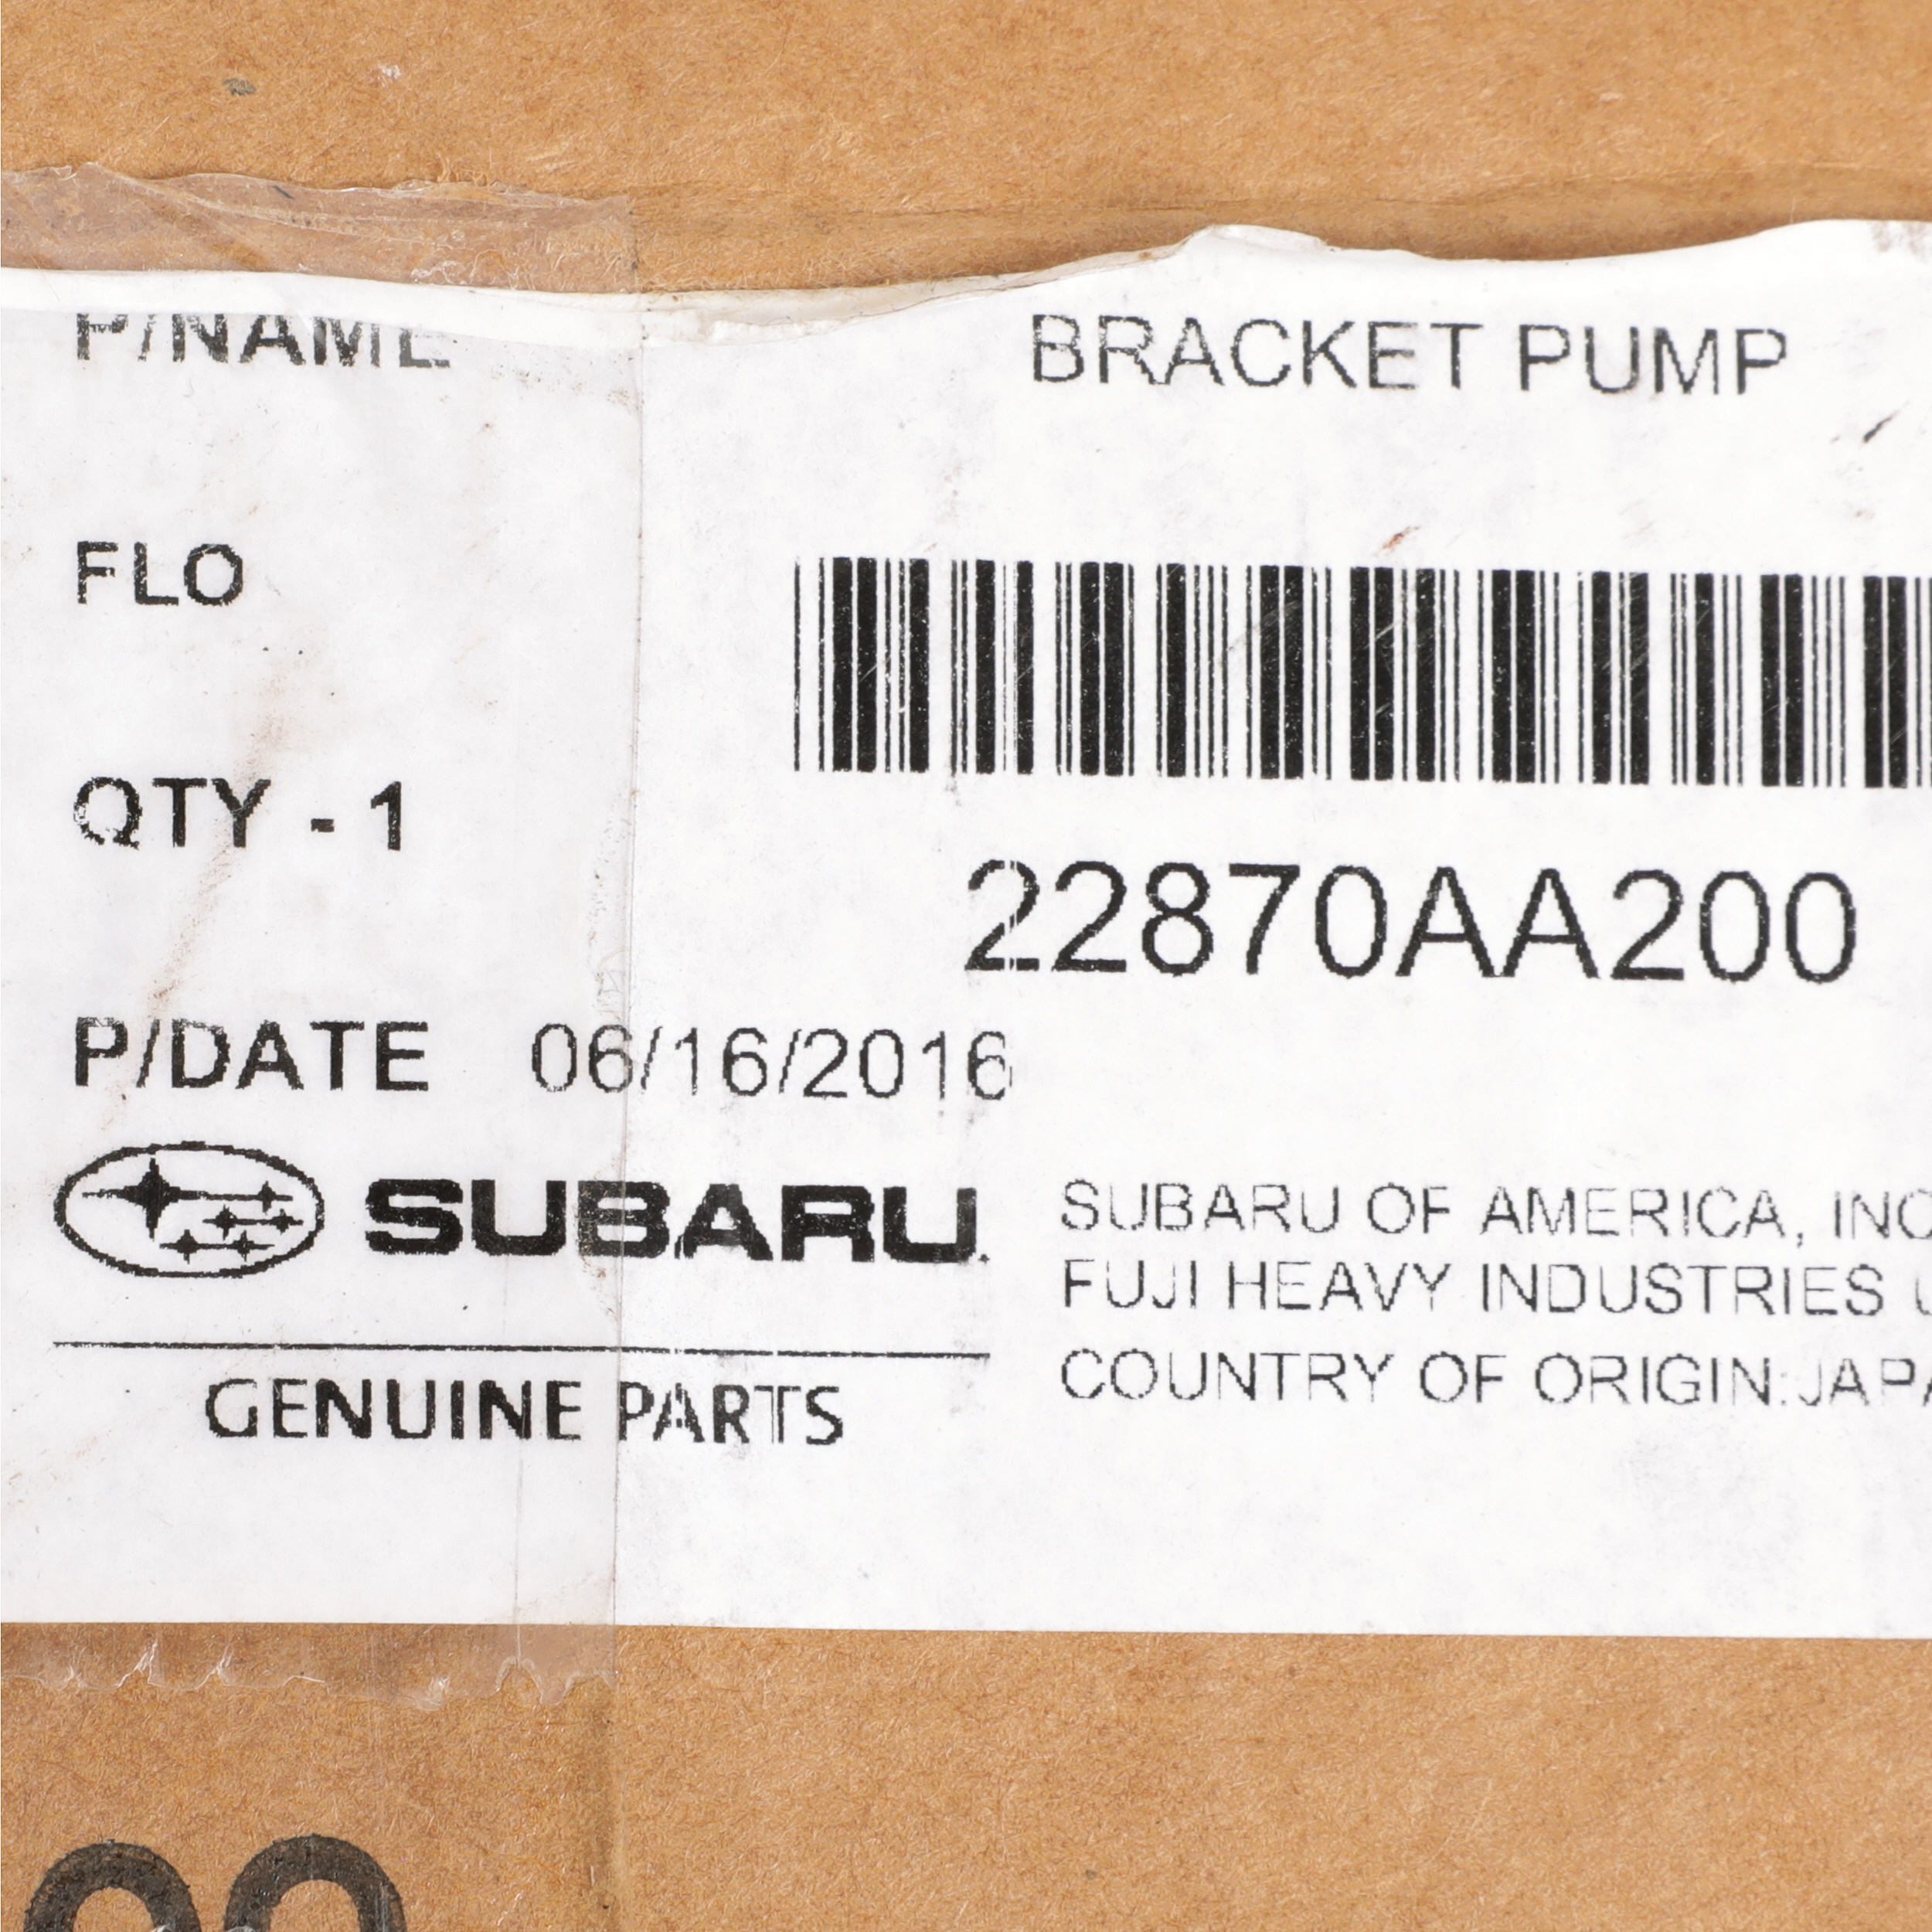 P/NAME BRACKET PUMP
FLO
QTY - 1
22870AA200
P/DATE 06/16/2016
SUBARU.
GENUINE PARTS
SUBARU OF AMERICA, INC
FUJI HEAVY INDUSTRIES
COUNTRY OF ORIGIN:JAPA